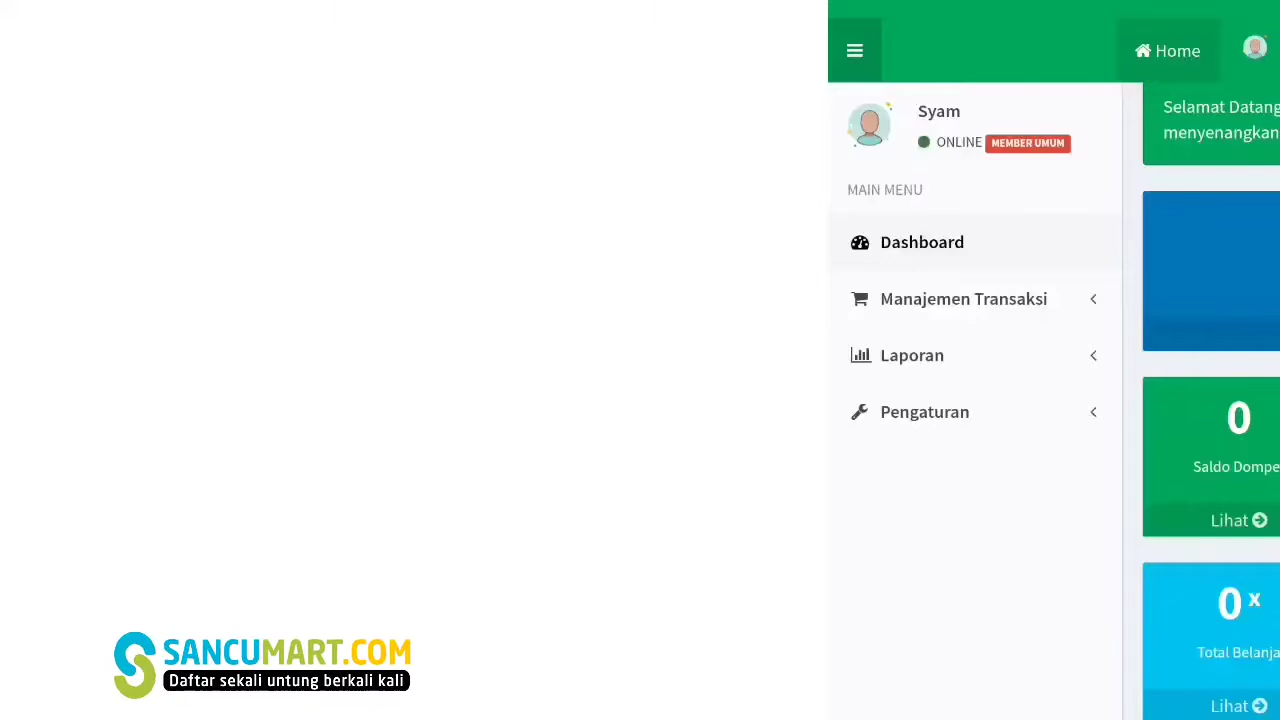 Home
Syam
ONLINE MEMBER UMUM
MAIN MENU
Dashboard
Manajemen Transaksi
Laporan
Pengaturan
Selamat Datang
menyenangkan
0
Saldo Dompe
Lihat
0 x
Total Belanja
Lihat
SANCUMART.COM
Daftar sekali untung berkali kali